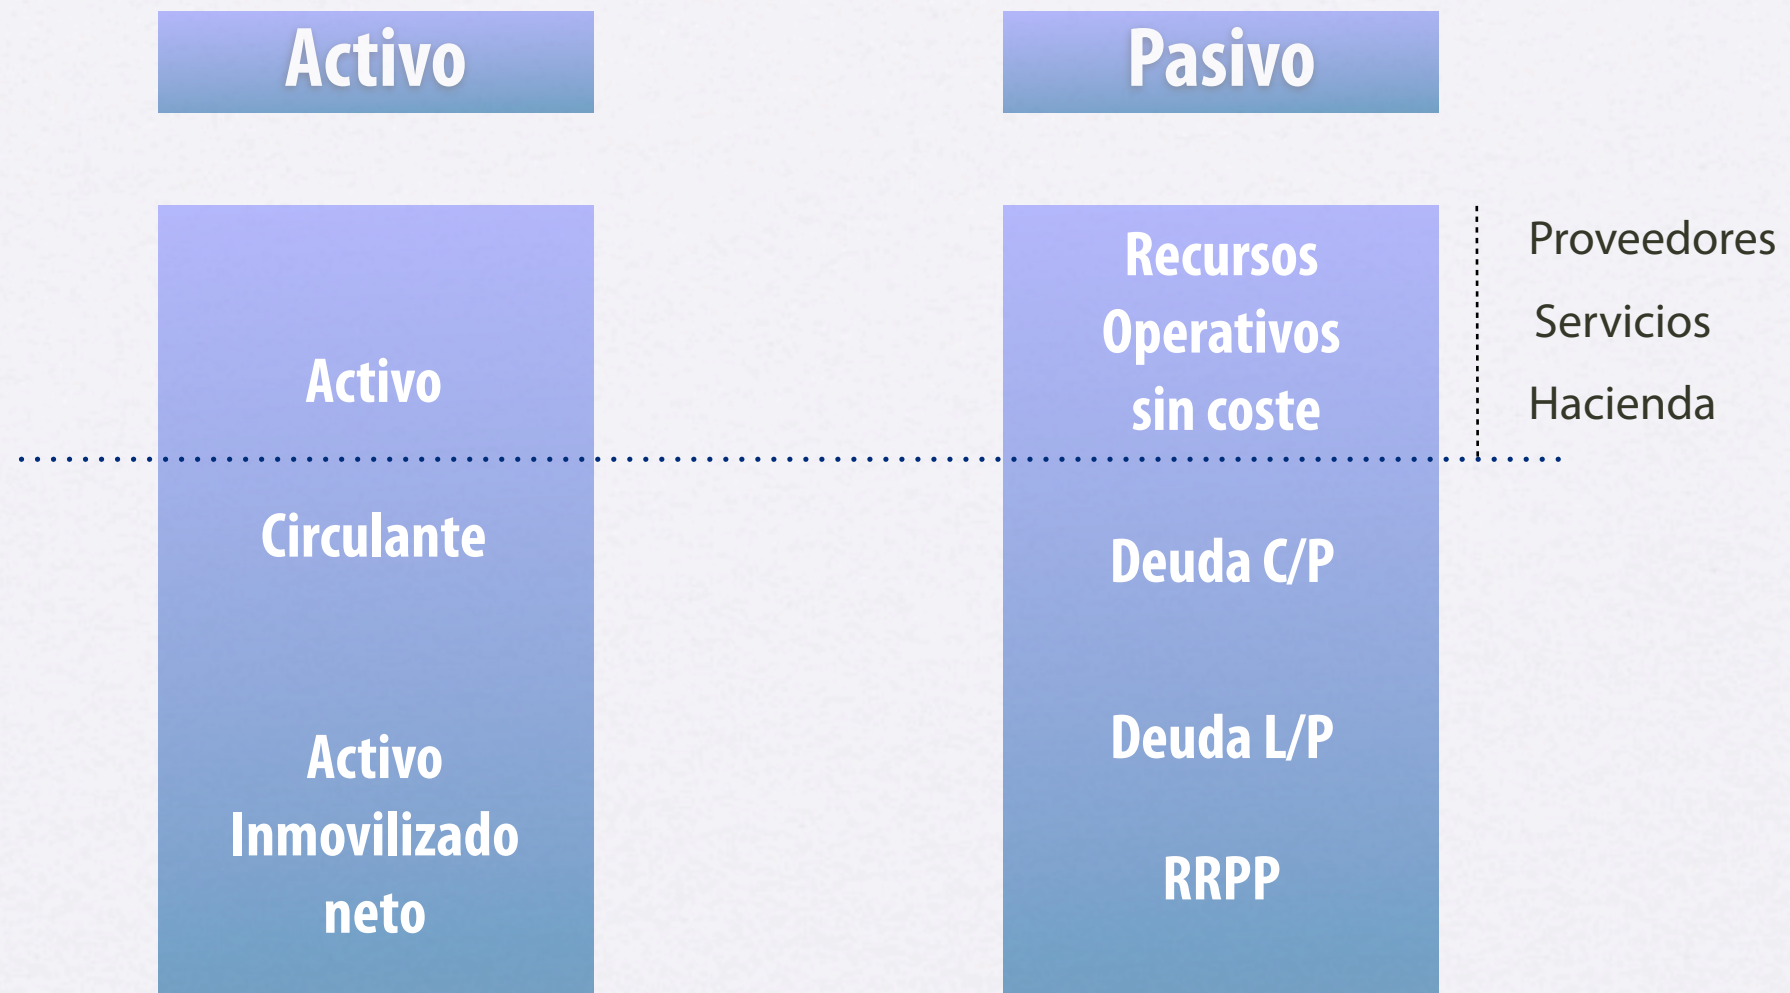 Activo
Pasivo
Activo
Circulante
Activo
Inmovilizado
neto
Recursos
Operativos
sin coste
Deuda C/P
Deuda L/P
RRPP
Proveedores
Servicios
Hacienda